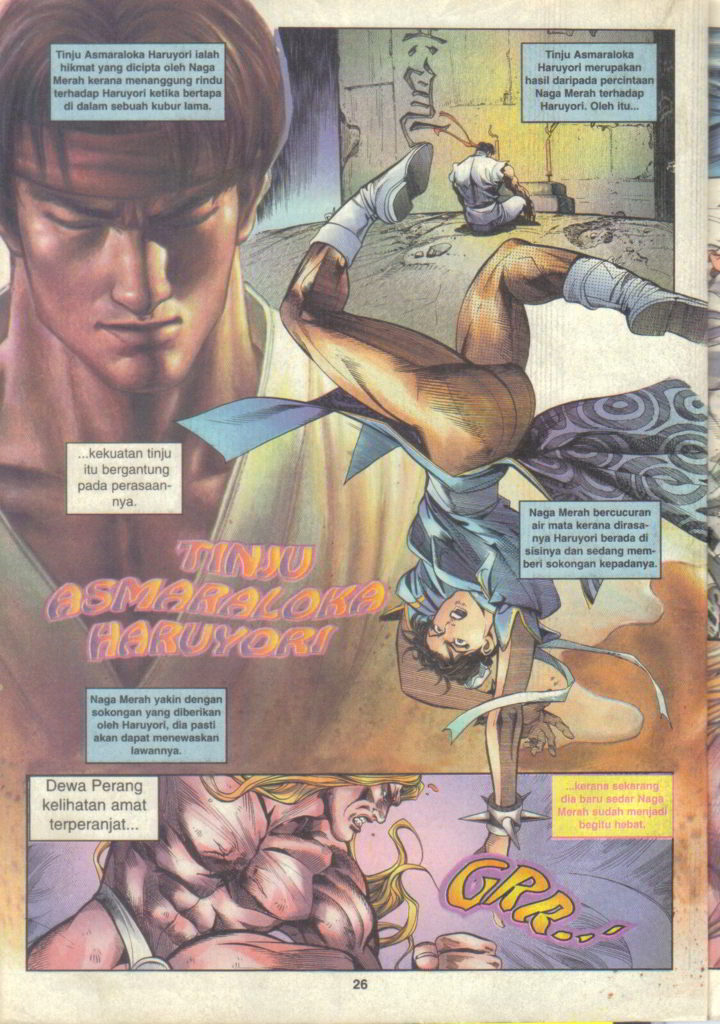 Tinju Asmaraloka Haruyori ialah
hikmat yang dicipta oleh Naga
Merah kerana menanggung rindu
terhadap Haruyori ketika bertapa
di dalam sebuah kubur lama.
Tinju Asmaraloka
Haruyori merupakan
hasil daripada percintaan
Naga Merah terhadap
Haruyori. Oleh itu...
...kekuatan tinju
itu bergantung
pada perasaan-
nya.
Naga Merah bercucuran
air mata kerana dirasa-
nya Haruyori berada di
sisinya dan sedang mem-
beri sokongan kepadanya.
TINJU
ASMARALOKA
HARUYORI
Naga Merah yakin dengan
sokongan yang diberikan
oleh Haruyori, dia pasti
akan dapat menewaskan
lawannya.
Dewa Perang
kelihatan amat
terperanjat...
...kerana sekarang
dia baru sedar Naga
Merah sudah menjadi
begitu hebat.
GRR...!
26